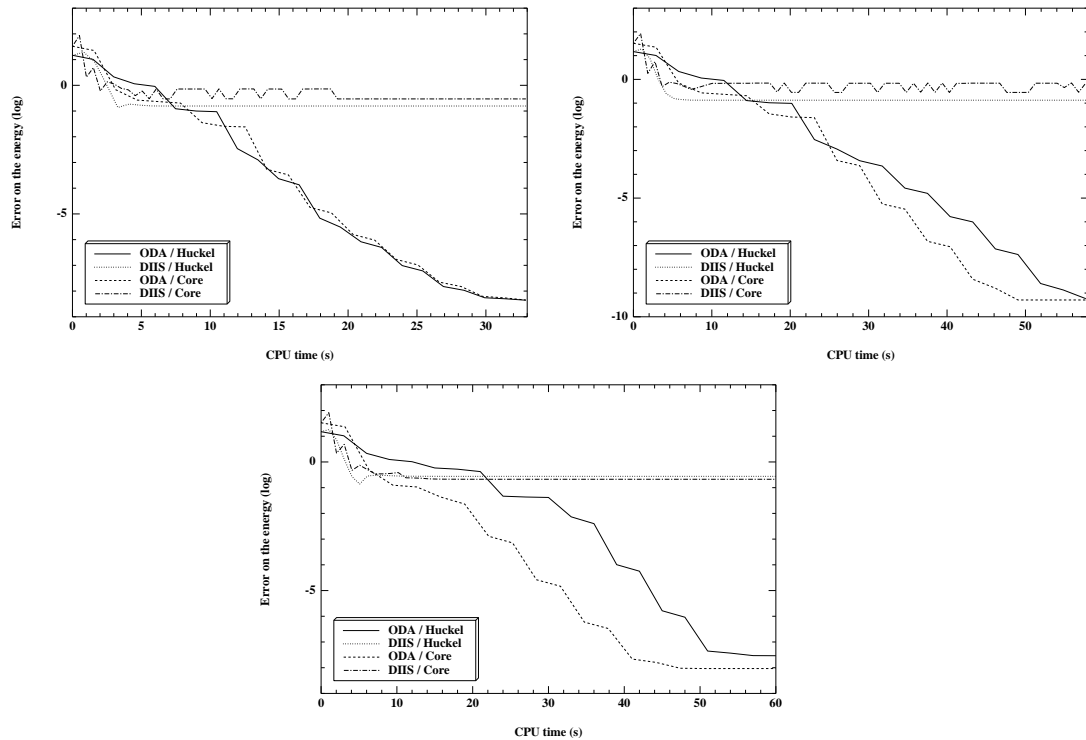 Error on the energy (log)
0
-5
ODA / Huckel
DIIS / Huckel
ODA / Core
DIIS / Core
0
5
10
15
20
25
30
CPU time (s)
Error on the energy (log)
0
-5
-10
ODA / Huckel
DIIS / Huckel
ODA / Core
DIIS / Core
0
10
20
30
40
50
CPU time (s)
Error on the energy (log)
0
-5
ODA / Huckel
DIIS / Huckel
ODA / Core
DIIS / Core
0
10
20
30
40
50
60
CPU time (s)